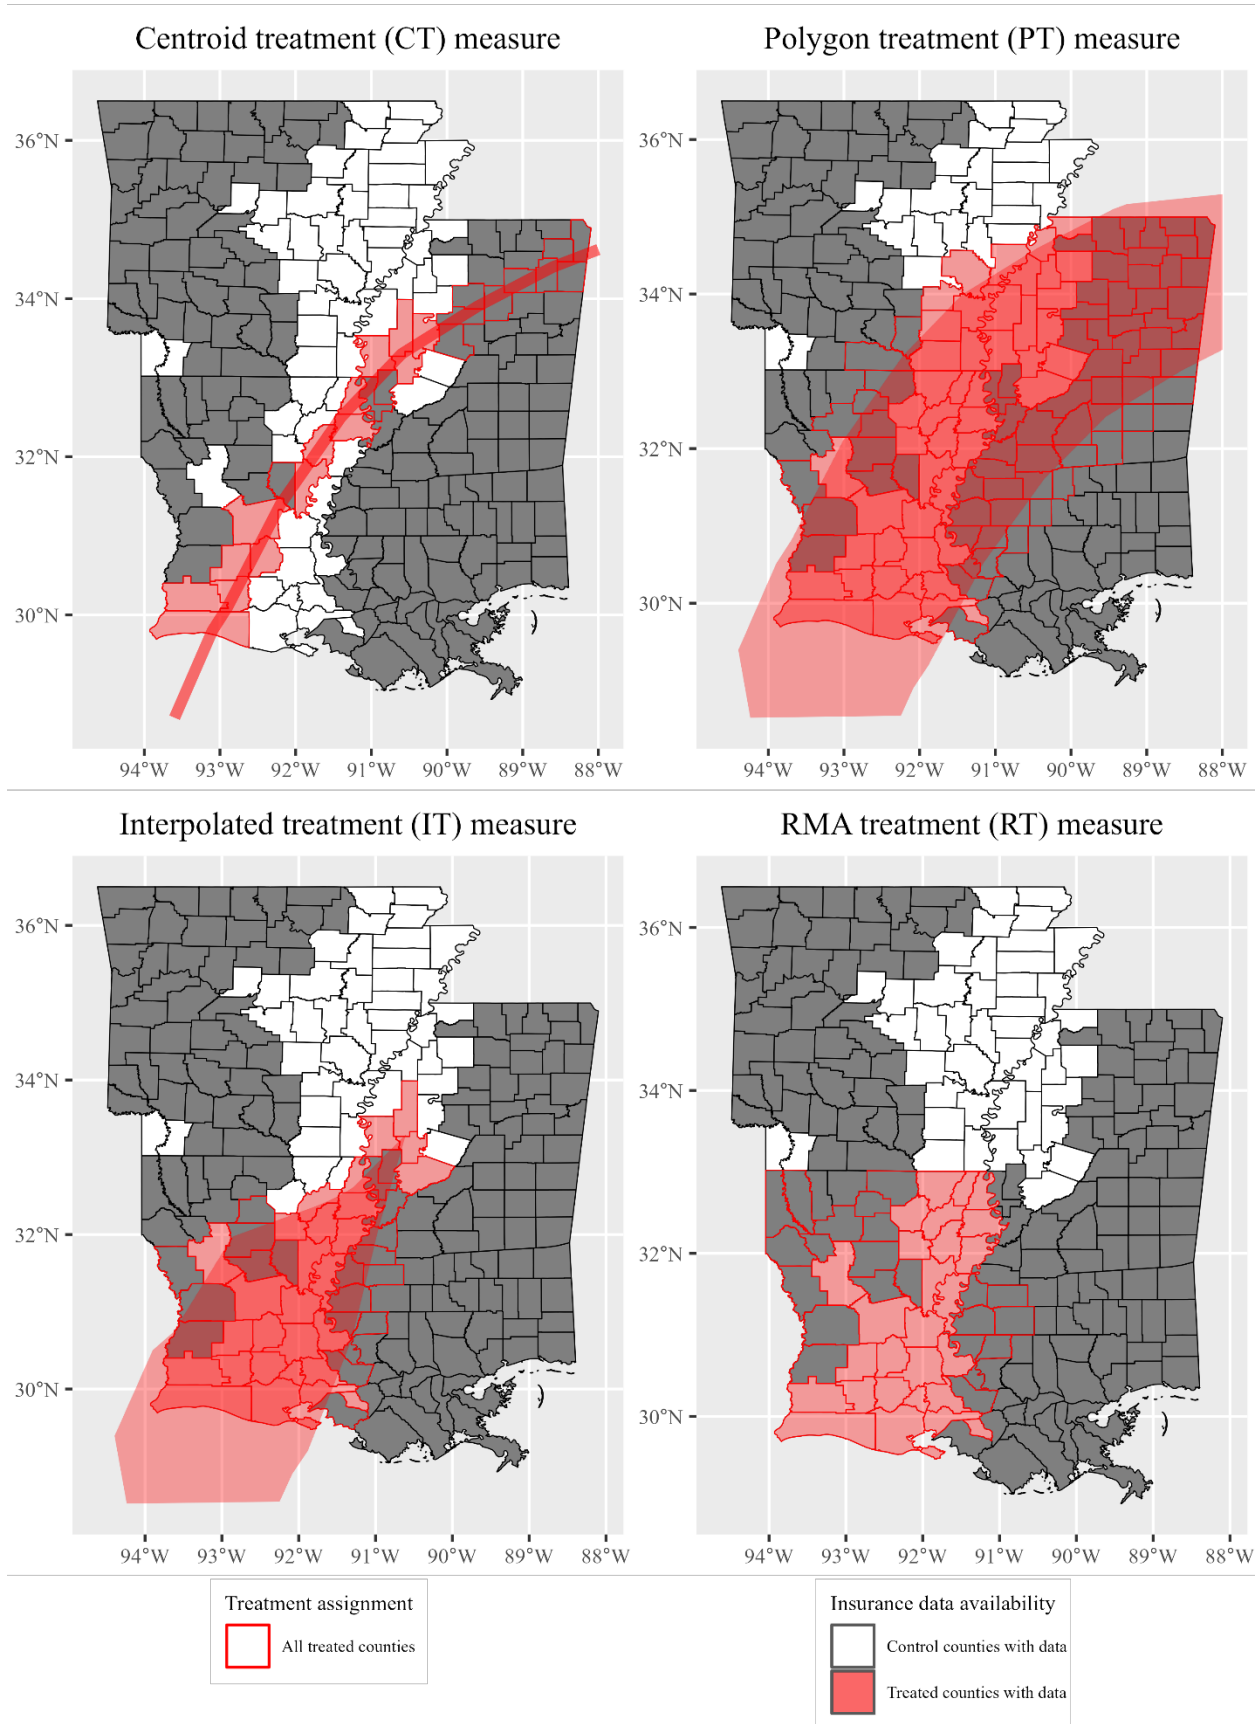 Centroid treatment (CT) measure
Polygon treatment (PT) measure
36°N
34°N
32°N
30°N
94°W 93°W 92°W 91°W 90°W 89°W 88°W
36°N
34°N
32°N
30°N
94°W 93°W 92°W 91°W 90°W 89°W 88°W
Interpolated treatment (IT) measure
RMA treatment (RT) measure
36°N
34°N
32°N
30°N
94°W 93°W 92°W 91°W 90°W 89°W 88°W
36°N
34°N
32°N
30°N
94°W 93°W 92°W 91°W 90°W 89°W 88°W
Treatment assignment
All treated counties
Insurance data availability
Control counties with data
Treated counties with data